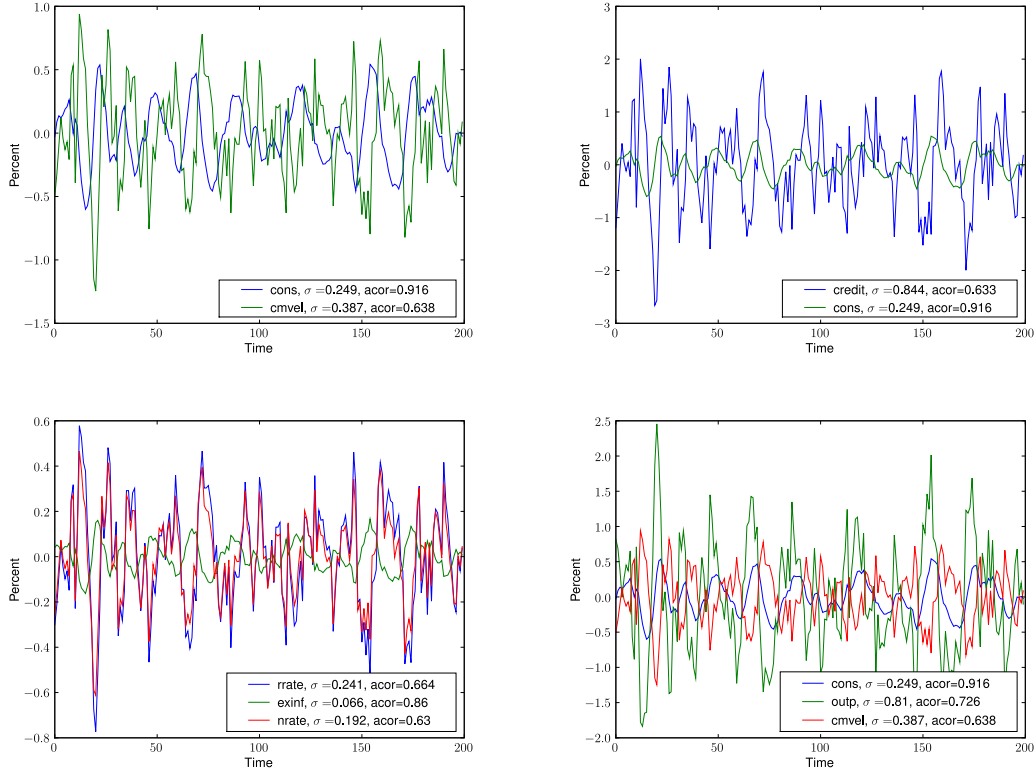 1.0
0.5
0.0
−0.5
−1.0
−1.5
Percent
0
50
100
150
200
Time
cons, σ =0.249, acor=0.916
cmvel, σ =0.387, acor=0.638
3
2
1
0
−1
−2
−3
Percent
0
50
100
150
200
Time
credit, σ =0.844, acor=0.633
cons, σ =0.249, acor=0.916
0.6
0.4
0.2
0.0
−0.2
−0.4
−0.6
−0.8
Percent
0
50
100
150
200
Time
rrate, σ =0.241, acor=0.664
exinf, σ =0.066, acor=0.86
nrate, σ =0.192, acor=0.63
2.5
2.0
1.5
1.0
0.5
0.0
−0.5
−1.0
−1.5
−2.0
Percent
0
50
100
150
200
Time
cons, σ =0.249, acor=0.916
outp, σ =0.81, acor=0.726
cmvel, σ =0.387, acor=0.638